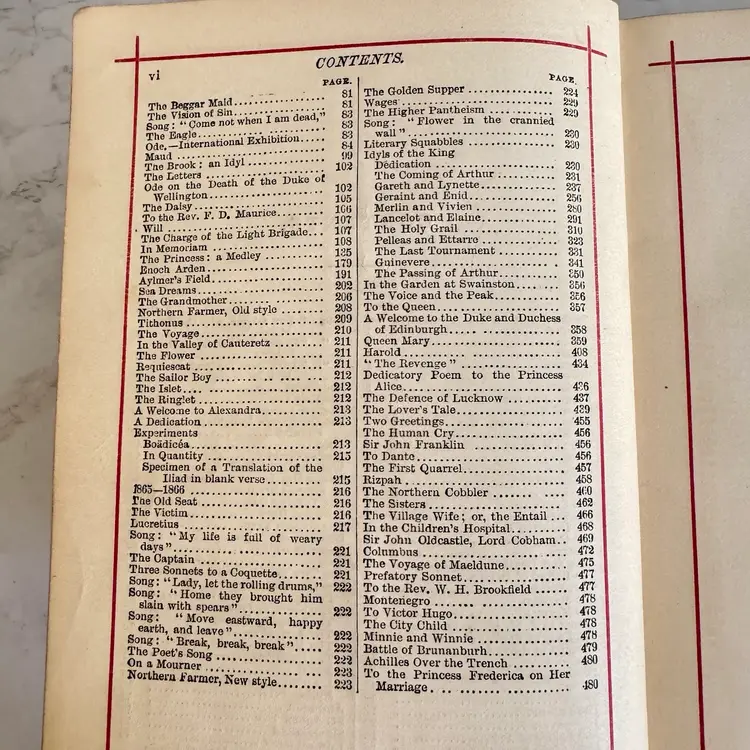 vi
CONTENTS.
PAGE.
The Beggar Maid 81
The Vision of Sin 81
Song: "Come not when I am dead," 83
The Eagle 83
Ode.—International Exhibition 83
Maud 84
The Brook: an Idyl 99
The Letters 102
Ode on the Death of the Duke of
Wellington 102
The Daisy 105
To the Rev. F. D. Maurice 106
Will 107
The Charge of the Light Brigade 107
In Memoriam 108
The Princess: a Medley 135
Enoch Arden 179
Aylmer's Field 191
Sea Dreams 202
The Grandmother 206
Northern Farmer, Old style 208
Tithonus 209
The Voyage 210
In the Valley of Cauteretz 211
The Flower 211
Requiescat 211
The Sailor Boy 212
The Islet 212
The Ringlet 212
A Welcome to Alexandra 213
A Dedication 213
Experiments
Boädicéa 213
In Quantity 215
Specimen of a Translation of the
Iliad in blank verse 215
1865—1866 216
The Old Seat 216
The Victim 216
Lucretius 217
Song: "My life is full of weary
days" 221
The Captain 221
Three Sonnets to a Coquette 221
Song: "Lady, let the rolling drums," 222
Song: "Home they brought him
slain with spears" 222
Song: "Move eastward, happy
earth, and leave" 222
Song: "Break, break, break" 222
The Poet's Song 222
On a Mourner 223
Northern Farmer, New style 223
PAGE.
The Golden Supper 224
Wages 229
The Higher Pantheism 229
Song: "Flower in the crannied
wall" 230
Literary Squabbles 230
Idyls of the King
Dedication 230
The Coming of Arthur 231
Gareth and Lynette 237
Geraint and Enid 256
Merlin and Vivien 280
Lancelot and Elaine 291
The Holy Grail 310
Pelleas and Ettarre 323
The Last Tournament 331
Guinevere 341
The Passing of Arthur 350
In the Garden at Swainston 356
The Voice and the Peak 356
To the Queen 357
A Welcome to the Duke and Duchess
of Edinburgh 358
Queen Mary 359
Harold 408
"The Revenge" 434
Dedicatory Poem to the Princess
Alice 436
The Defence of Lucknow 437
The Lover's Tale 439
Two Greetings 455
The Human Cry 456
Sir John Franklin 456
To Dante 456
The First Quarrel 457
Rizpah 458
The Northern Cobbler 460
The Sisters 462
The Village Wife; or, the Entail 466
In the Children's Hospital 468
Sir John Oldcastle, Lord Cobham 469
Columbus 472
The Voyage of Maeldune 475
Prefatory Sonnet 477
To the Rev. W. H. Brookfield 477
Montenegro 478
To Victor Hugo 478
The City Child 478
Minnie and Winnie 478
Battle of Brunanburh 479
Achilles Over the Trench 480
To the Princess Frederica on Her
Marriage 480